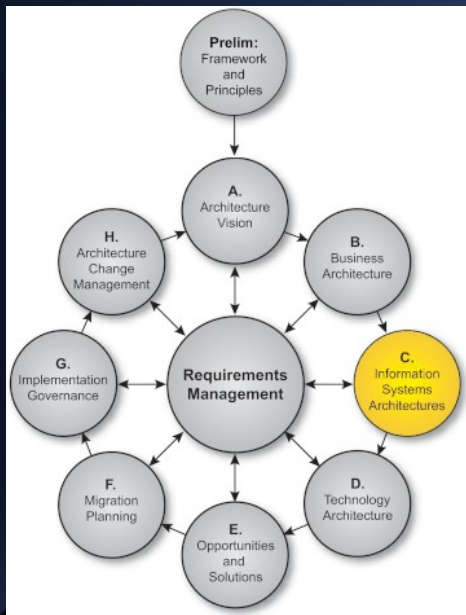 Prelim:
Framework
and
Principles
A.
Architecture
Vision
B.
Business
Architecture
C.
Information
Systems
Architectures
D.
Technology
Architecture
E.
Opportunities
and
Solutions
F.
Migration
Planning
G.
Implementation
Governance
H.
Architecture
Change
Management
Requirements
Management